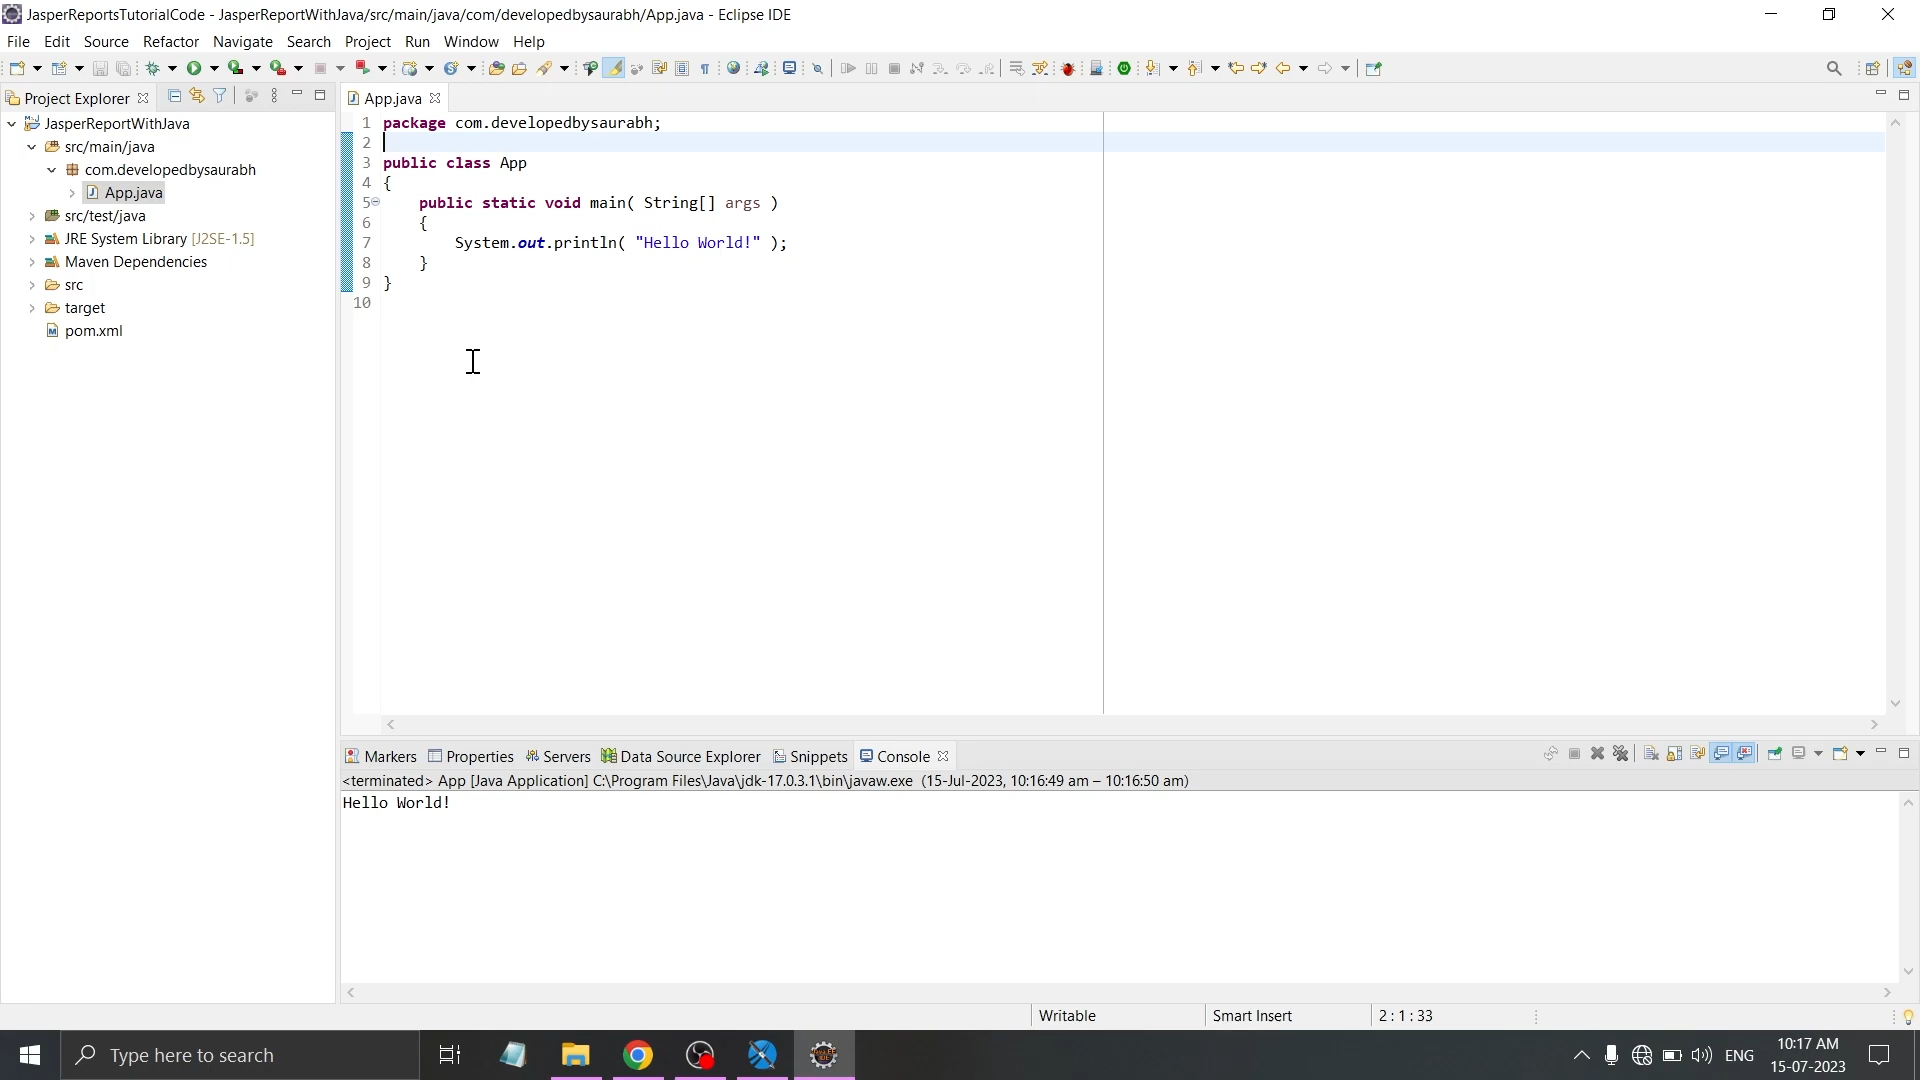 JasperReportsTutorialCode - JasperReportWithJava/src/main/java/com/developedbysaurabh/App.java - Eclipse IDE
File Edit Source Refactor Navigate Search Project Run Window Help
Project Explorer
JasperReportWithJava
src/main/java
com.developedbysaurabh
App.java
src/test/java
JRE System Library [J2SE-1.5]
Maven Dependencies
src
target
pom.xml
App.java
1 package com.developedbysaurabh;
2
3 public class App
4 {
5     public static void main( String[] args )
6     {
7         System.out.println( "Hello World!" );
8     }
9 }
10
Markers Properties Servers Data Source Explorer Snippets Console
<terminated> App [Java Application] C:\Program Files\Java\jdk-17.0.3.1\bin\javaw.exe (15-Jul-2023, 10:16:49 am – 10:16:50 am)
Hello World!
Writable Smart Insert 2 : 1 : 33
Type here to search
ENG
10:17 AM
15-07-2023